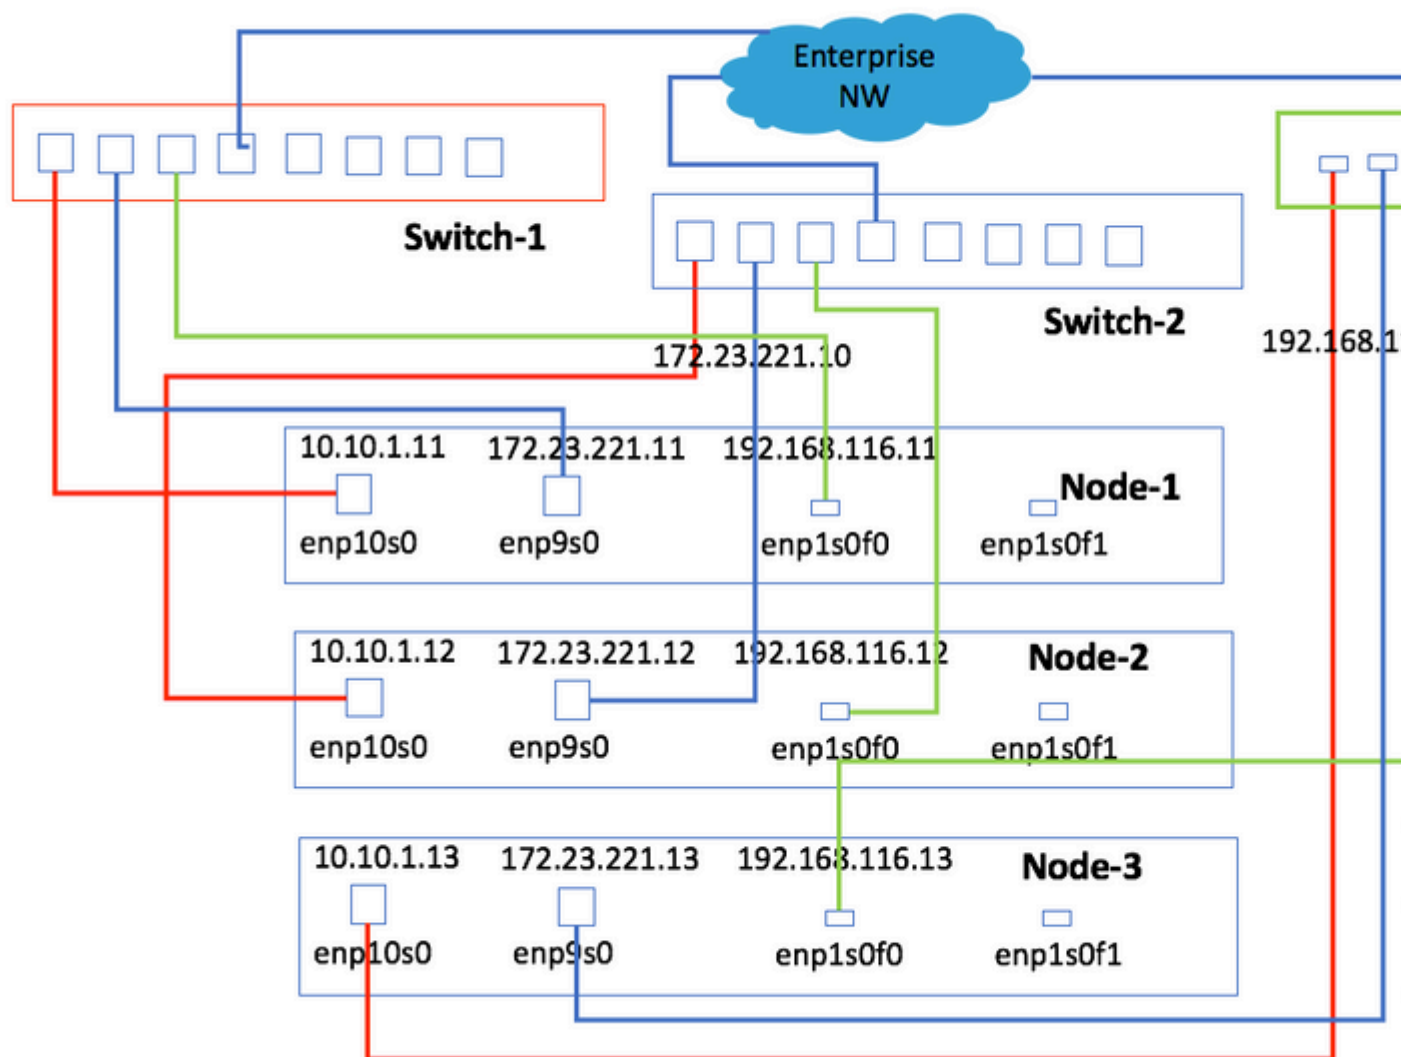 Enterprise
NW
Switch-1
Switch-2
172.23.221.10
192.168.1
10.10.1.11 172.23.221.11 192.168.116.11
Node-1
enp10s0 enp9s0 enp1s0f0 enp1s0f1
10.10.1.12 172.23.221.12 192.168.116.12 Node-2
enp10s0 enp9s0 enp1s0f0 enp1s0f1
10.10.1.13 172.23.221.13 192.168.116.13 Node-3
enp10s0 enp9s0 enp1s0f0 enp1s0f1